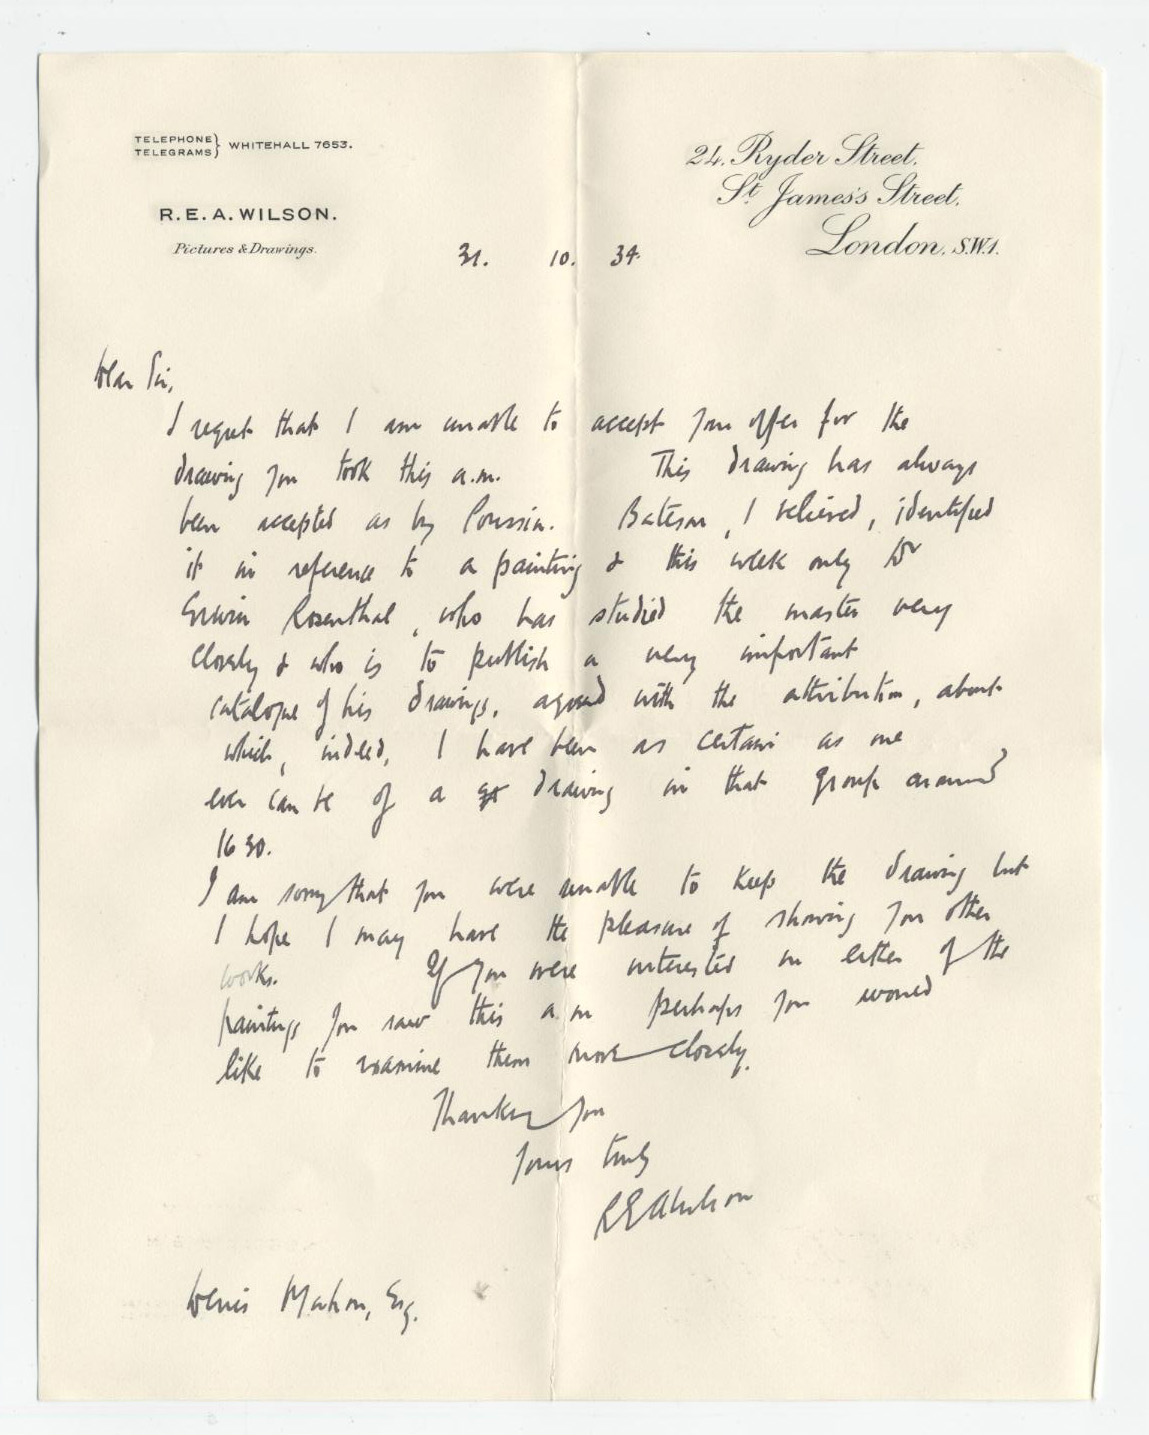 TELEPHONE } WHITEHALL 7653.
TELEGRAMS }
R.E.A. WILSON.
Pictures & Drawings.
24. Ryder Street.
St. James's Street.
London. S.W.1.
31. 10. 34.
Dear Sir,
I regret that I am unable to accept your offer for the
drawing you took this a.m. This drawing has always
been accepted as by Poussin. Bateson, I believed, identified
it in reference to a painting & this week only Dr
Erwin Rosenthal, who has studied the master very
closely & who is to publish a very important
catalogue of his drawings, agreed with the attribution, about
which, indeed, I have been as certain as one
ever can be of a drawing in that group around
1630.
I am sorry that you were unable to keep the drawing but
I hope I may have the pleasure of showing you other
works. If you were interested in either of the
paintings you saw this a m perhaps you would
like to examine them more closely.
Thanking you
Yours truly
REAWilson
Denis Mahon, Esq.